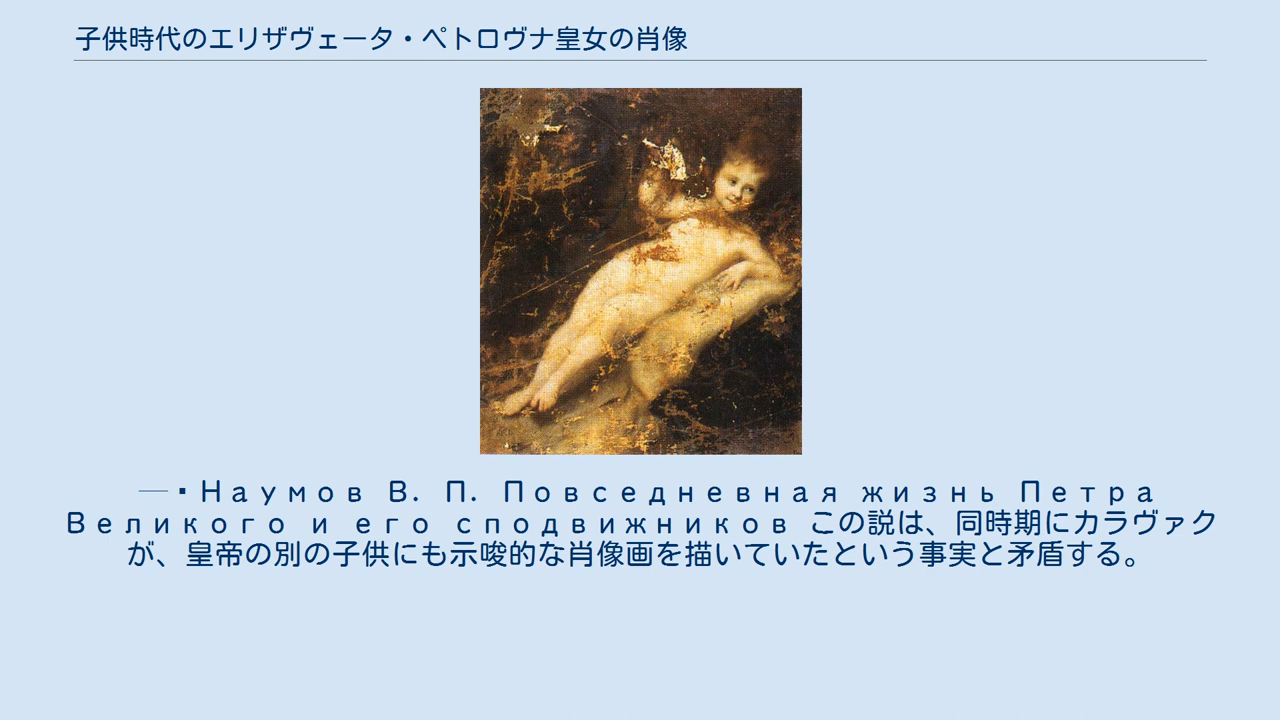 子供時代のエリザヴェータ・ペトロヴナ皇女の肖像
―▪Наумов В. П. Повседневная жизнь Петра
Великого и его сподвижников この説は、同時期にカラヴァク
が、皇帝の別の子供にも示唆的な肖像画を描いていたという事実と矛盾する。